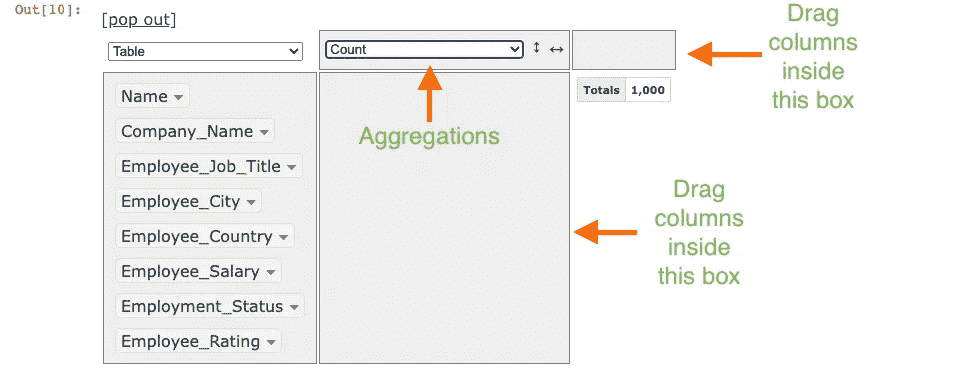 Out[10]:
[pop out]
Table
Count ↕ ↔
Drag
columns
inside
this box
Name
Company_Name
Employee_Job_Title
Employee_City
Employee_Country
Employee_Salary
Employment_Status
Employee_Rating
Aggregations
Totals 1,000
Drag
columns
inside
this box